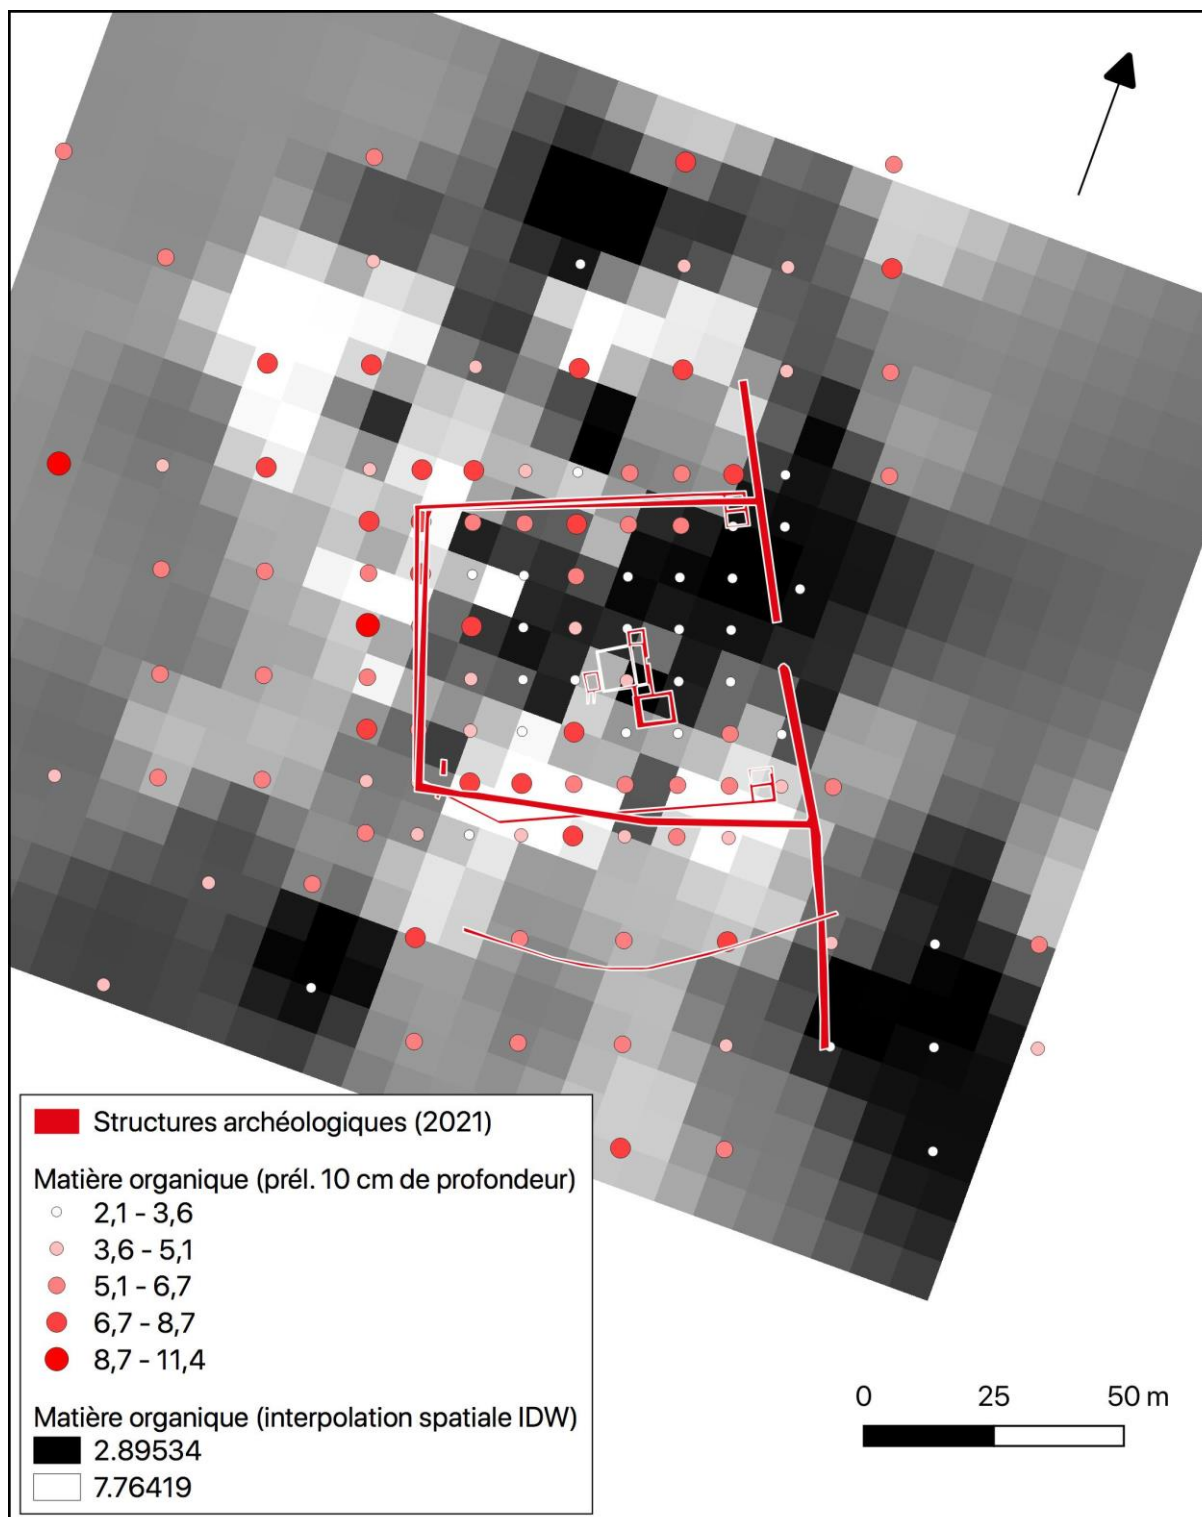 Structures archéologiques (2021)
Matière organique (prél. 10 cm de profondeur)
2,1 - 3,6
3,6 - 5,1
5,1 - 6,7
6,7 - 8,7
8,7 - 11,4
Matière organique (interpolation spatiale IDW)
2.89534
7.76419
0 25 50 m